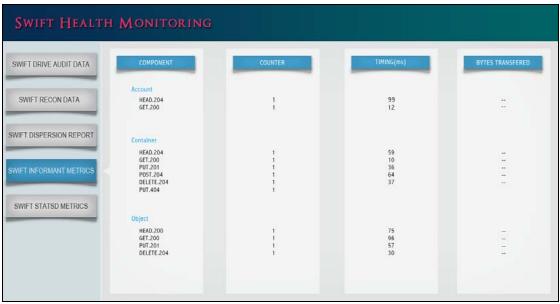 SWIFT HEALTH MONITORING
SWIFT DRIVE AUDIT DATA
SWIFT RECON DATA
SWIFT DISPERSION REPORT
SWIFT INFORMANT METRICS
SWIFT STATSD METRICS
COMPONENT COUNTER TIMING(ms) BYTES TRANSFERED
Account
HEAD.204 1 99 --
GET.200 1 12 --
Container
HEAD.204 1 59 --
GET.200 1 10 --
PUT.201 1 36 --
POST.204 1 64 --
DELETE.204 1 37 --
PUT.404 1
Object
HEAD.200 1 75 --
GET.200 1 96 --
PUT.201 1 57 --
DELETE.204 1 30 --